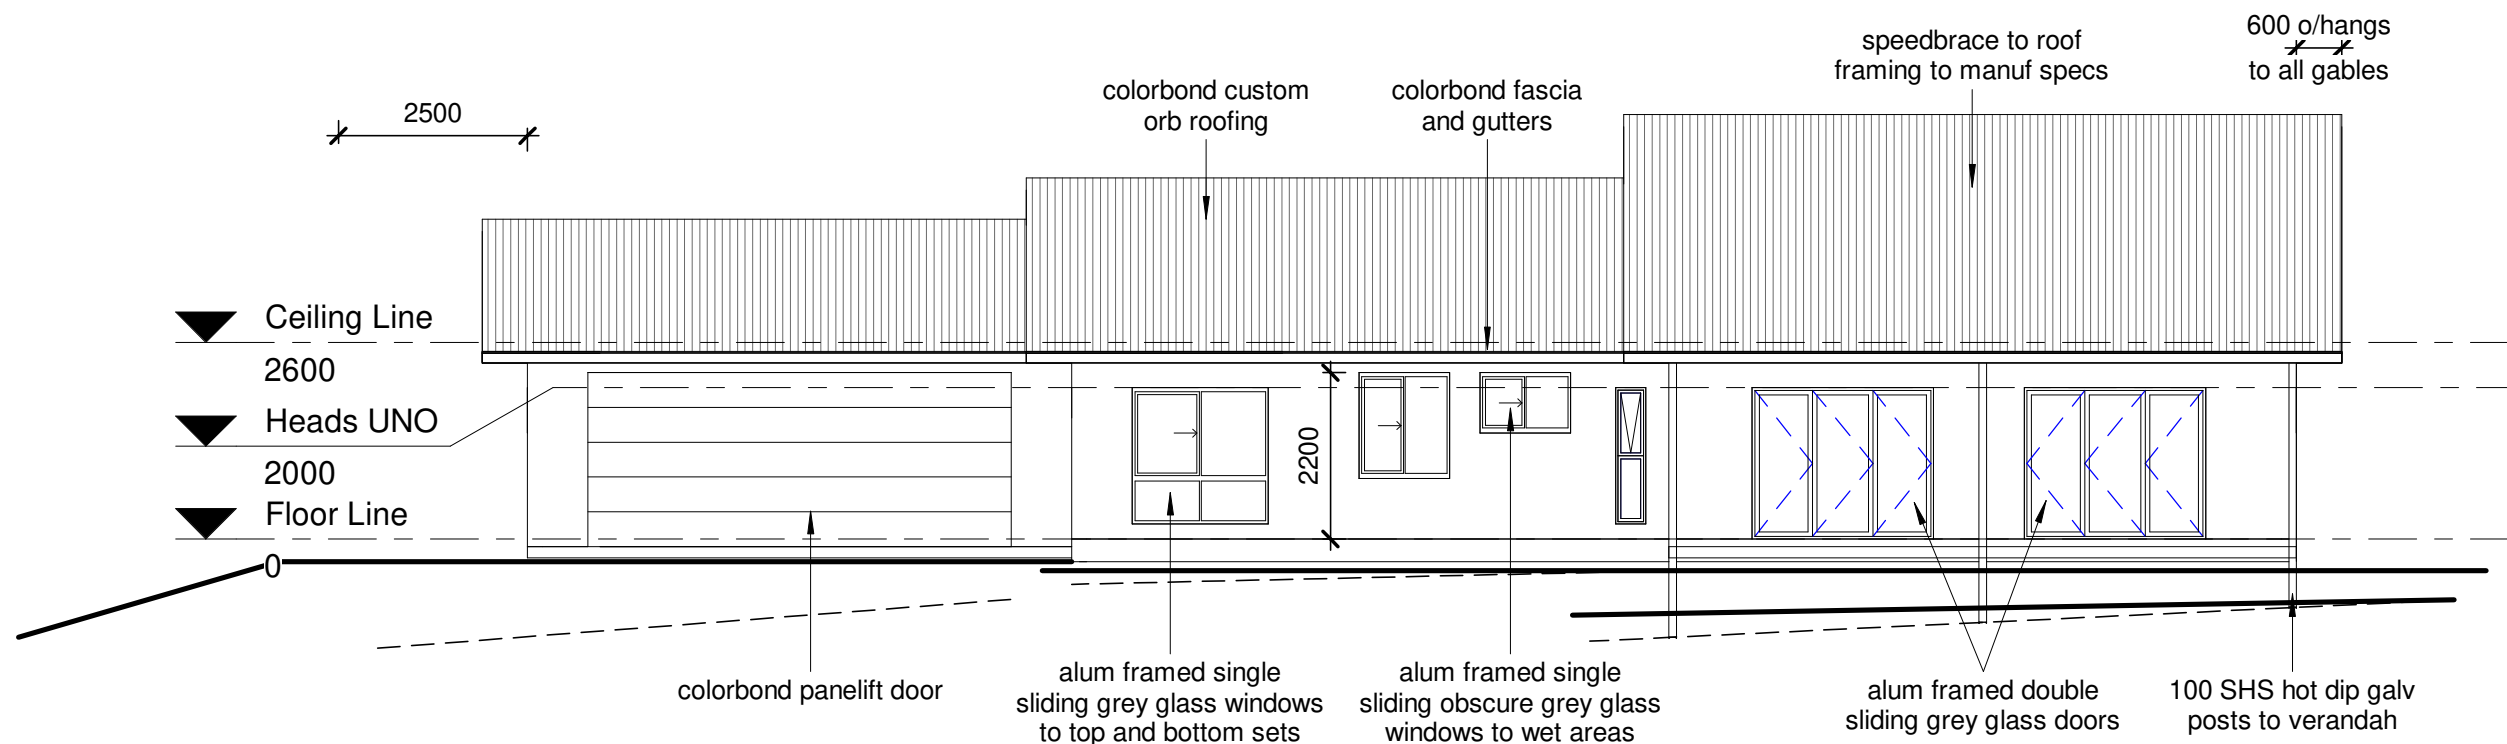 600 o/hangs
to all gables
speedbrace to roof
framing to manuf specs
colorbond custom
orb roofing
colorbond fascia
and gutters
2500
Ceiling Line
2600
Heads UNO
2000
Floor Line
0
2200
colorbond panelift door
alum framed single
sliding grey glass windows
to top and bottom sets
alum framed single
sliding obscure grey glass
windows to wet areas
alum framed double
sliding grey glass doors
100 SHS hot dip galv
posts to verandah